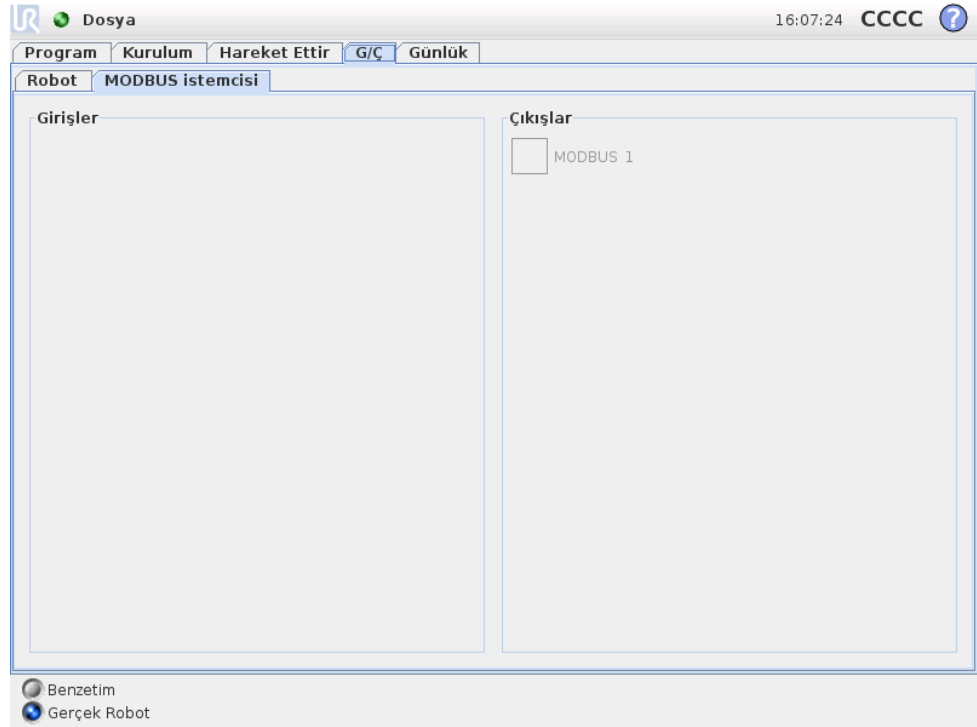 UR Dosya 16:07:24 CCCC ?
Program Kurulum Hareket Ettir G/Ç Günlük
Robot MODBUS istemcisi
Girişler Çıkışlar
MODBUS 1
Benzetim
Gerçek Robot